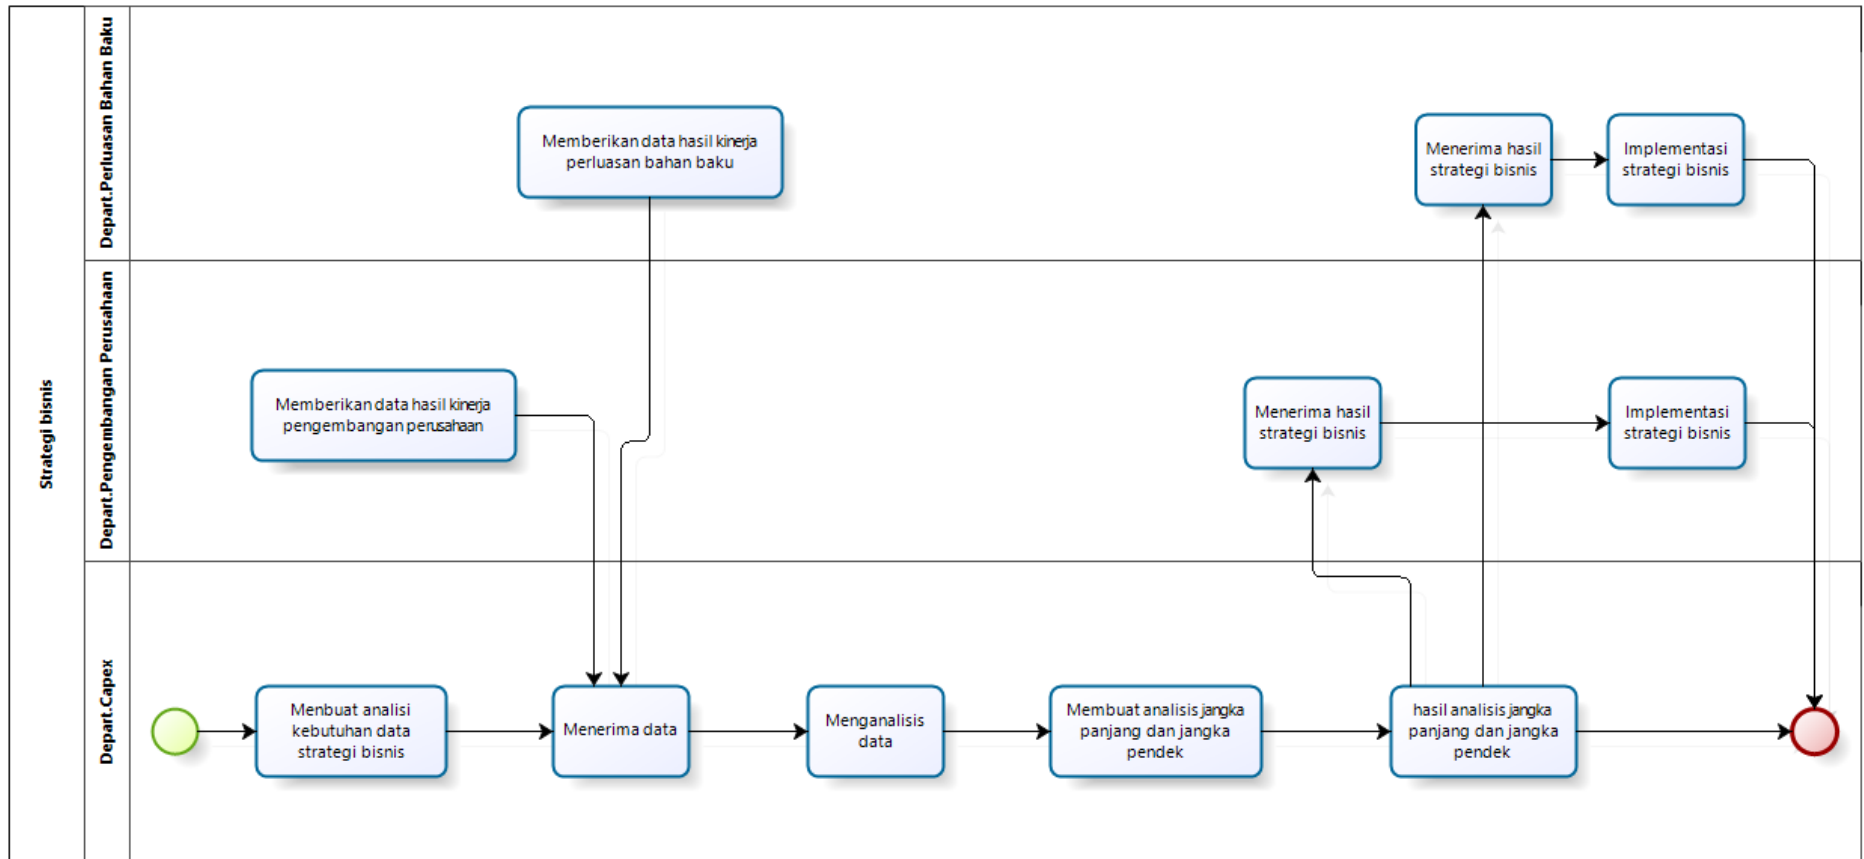 Strategi bisnis
Depart.Perluasan Bahan Baku
Memberikan data hasil kinerja
perluasan bahan baku
Menerima hasil
strategi bisnis
Implementasi
strategi bisnis
Depart.Pengembangan Perusahaan
Memberikan data hasil kinerja
pengembangan perusahaan
Menerima hasil
strategi bisnis
Implementasi
strategi bisnis
Depart.Capex
Menbuat analisi
kebutuhan data
strategi bisnis
Menerima data
Menganalisis
data
Membuat analisis jangka
panjang dan jangka
pendek
hasil analisis jangka
panjang dan jangka
pendek